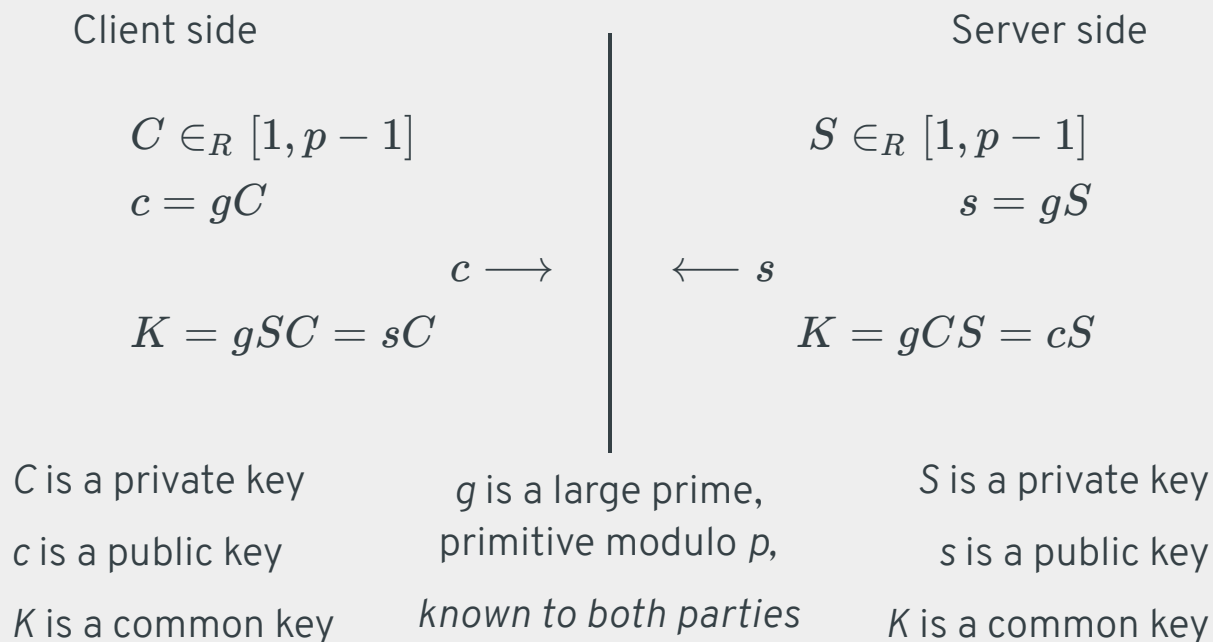 Client side
Server side
C ∈R [1, p − 1]
S ∈R [1, p − 1]
c = gC
s = gS
c ⟶
⟵ s
K = gSC = sC
K = gCS = cS
C is a private key
c is a public key
K is a common key
g is a large prime,
primitive modulo p,
known to both parties
S is a private key
s is a public key
K is a common key